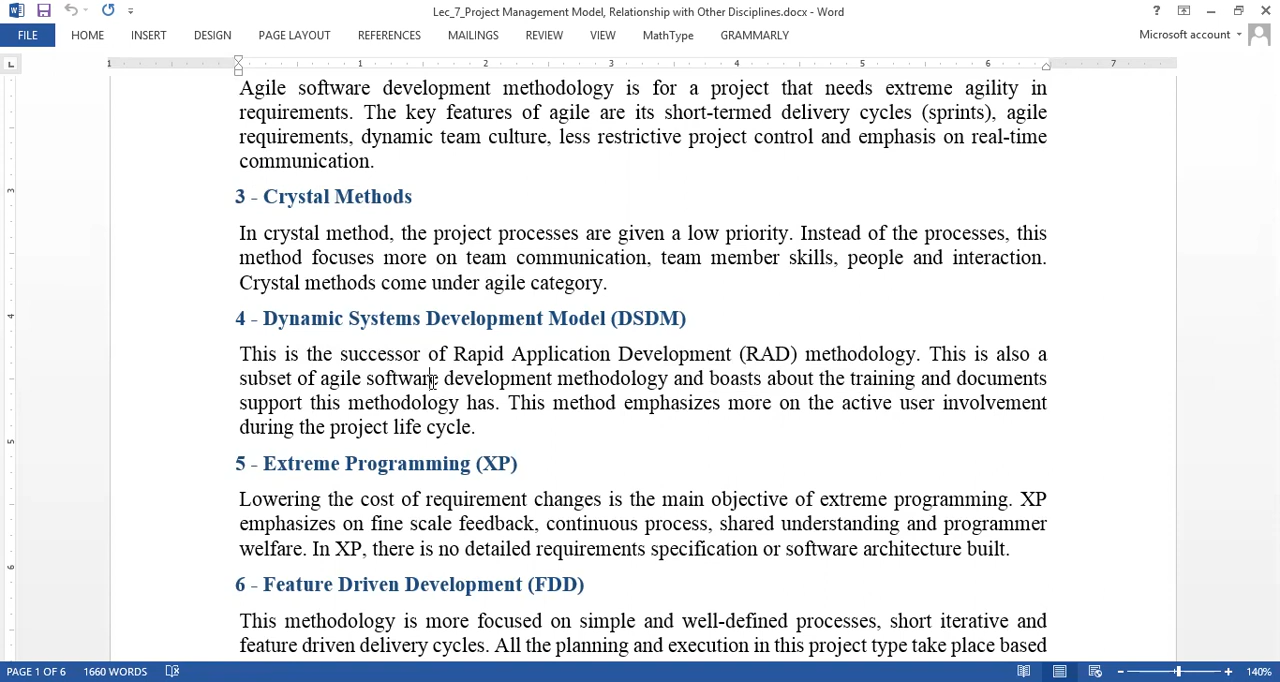 Lec_7_Project Management Model, Relationship with Other Disciplines.docx - Word
FILE HOME INSERT DESIGN PAGE LAYOUT REFERENCES MAILINGS REVIEW VIEW MathType GRAMMARLY Microsoft account
1 1 2 3 4 5 6 7
Agile software development methodology is for a project that needs extreme agility in
requirements. The key features of agile are its short-termed delivery cycles (sprints), agile
requirements, dynamic team culture, less restrictive project control and emphasis on real-time
communication.
3 - Crystal Methods
In crystal method, the project processes are given a low priority. Instead of the processes, this
method focuses more on team communication, team member skills, people and interaction.
Crystal methods come under agile category.
4 - Dynamic Systems Development Model (DSDM)
This is the successor of Rapid Application Development (RAD) methodology. This is also a
subset of agile software development methodology and boasts about the training and documents
support this methodology has. This method emphasizes more on the active user involvement
during the project life cycle.
5 - Extreme Programming (XP)
Lowering the cost of requirement changes is the main objective of extreme programming. XP
emphasizes on fine scale feedback, continuous process, shared understanding and programmer
welfare. In XP, there is no detailed requirements specification or software architecture built.
6 - Feature Driven Development (FDD)
This methodology is more focused on simple and well-defined processes, short iterative and
feature driven delivery cycles. All the planning and execution in this project type take place based
3
4
5
6
PAGE 1 OF 6 1660 WORDS 140%